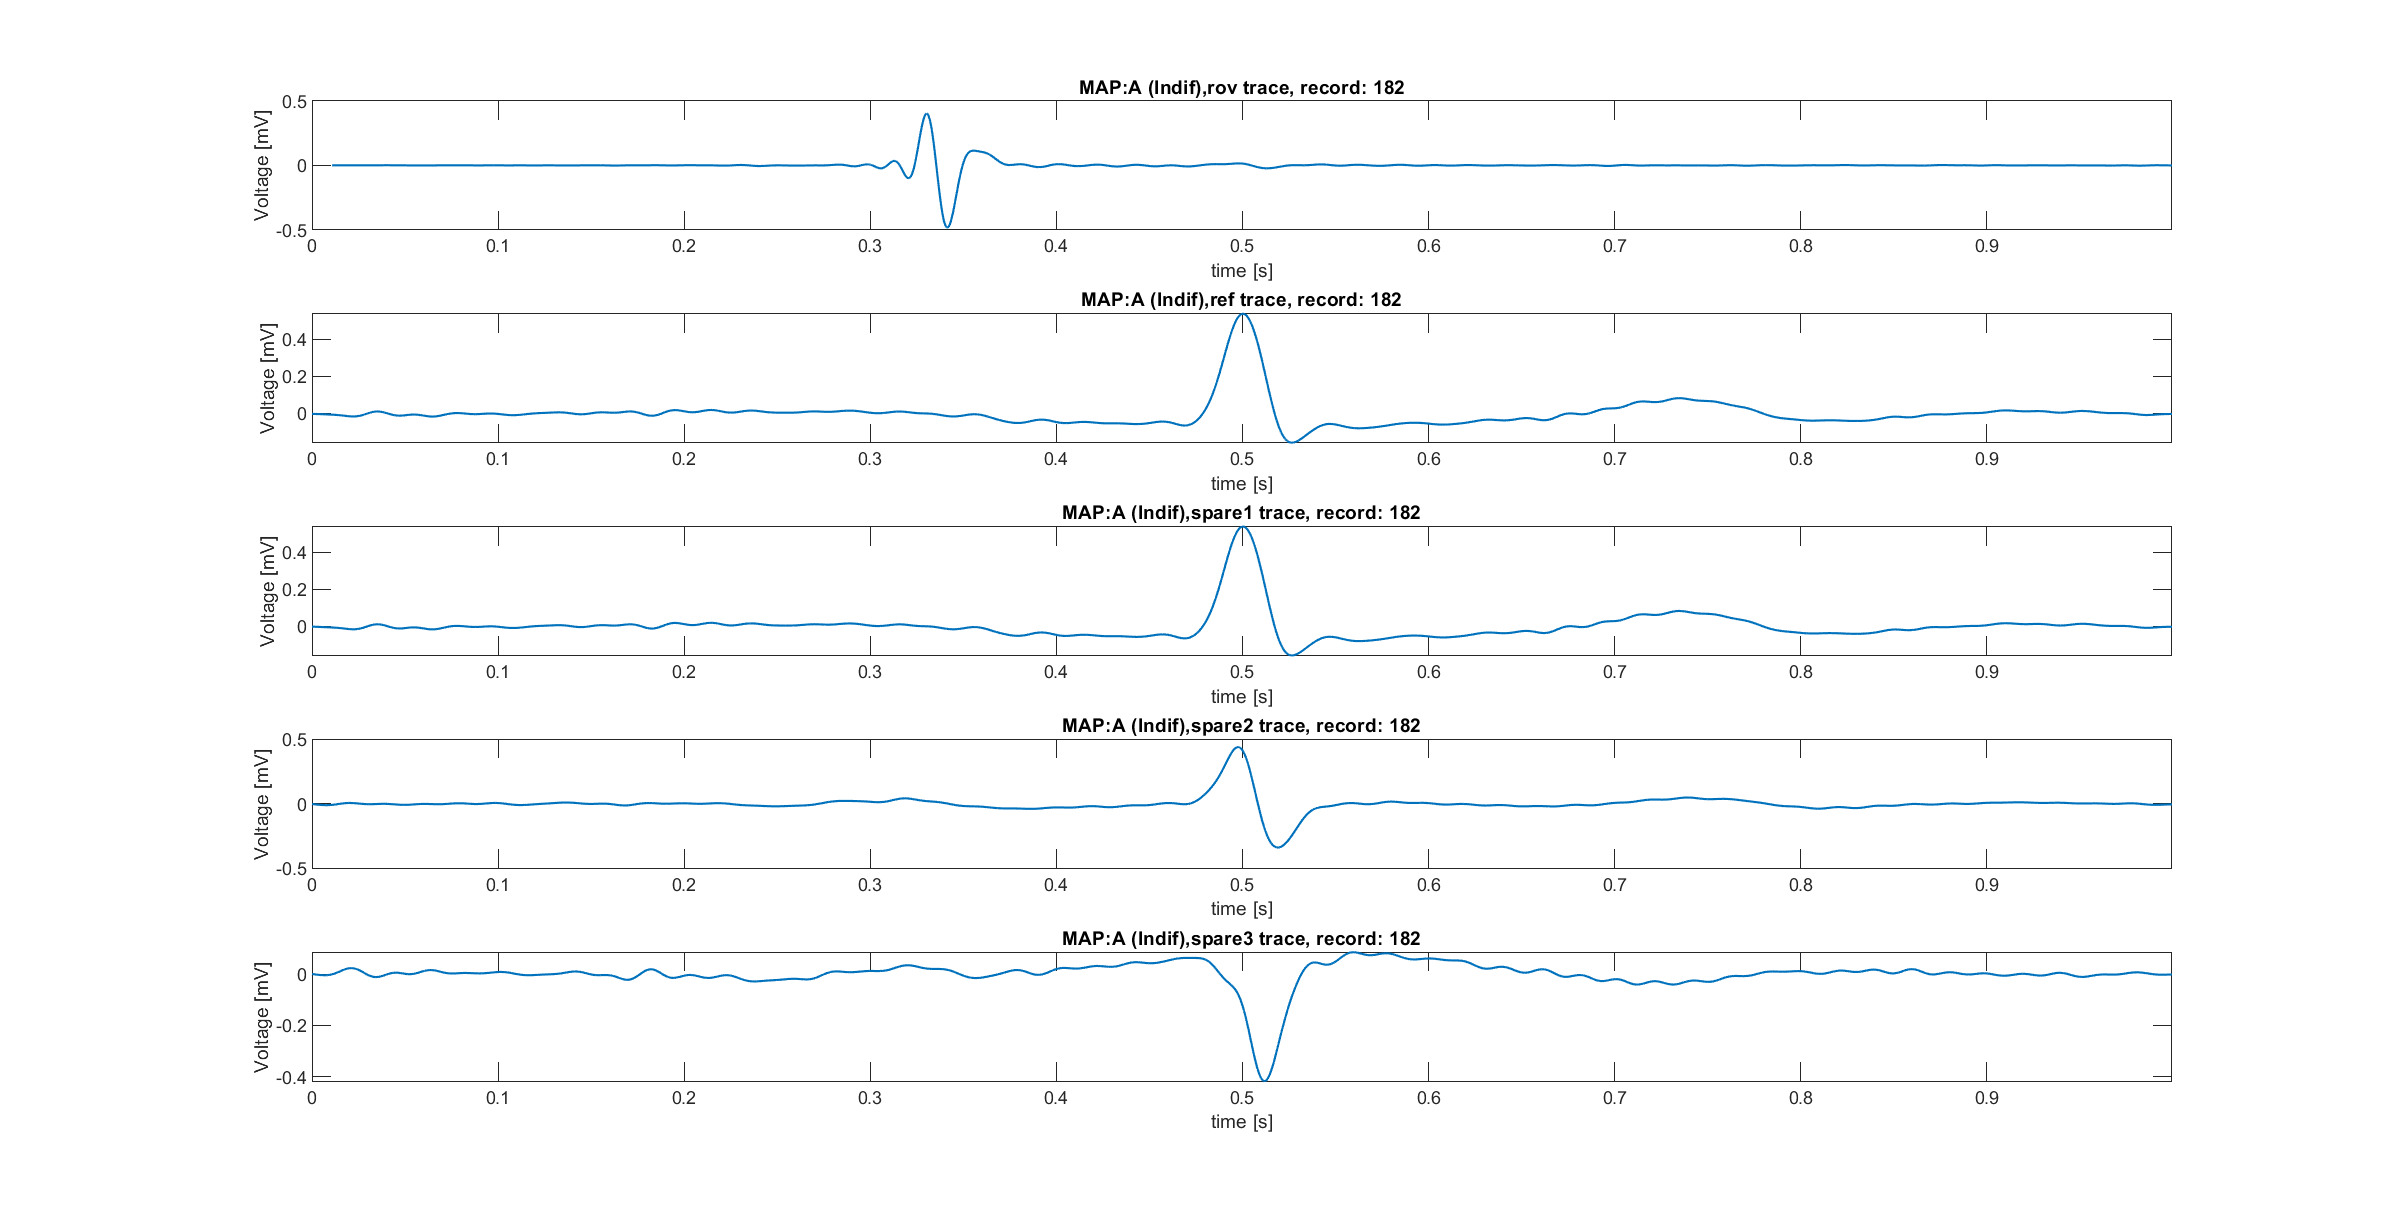 MAP:A (Indif),rov trace, record: 182
Voltage [mV]
0.5
0
-0.5
0 0.1 0.2 0.3 0.4 0.5 0.6 0.7 0.8 0.9
time [s]
MAP:A (Indif),ref trace, record: 182
Voltage [mV]
0.4
0.2
0
0 0.1 0.2 0.3 0.4 0.5 0.6 0.7 0.8 0.9
time [s]
MAP:A (Indif),spare1 trace, record: 182
Voltage [mV]
0.4
0.2
0
0 0.1 0.2 0.3 0.4 0.5 0.6 0.7 0.8 0.9
time [s]
MAP:A (Indif),spare2 trace, record: 182
Voltage [mV]
0.5
0
-0.5
0 0.1 0.2 0.3 0.4 0.5 0.6 0.7 0.8 0.9
time [s]
MAP:A (Indif),spare3 trace, record: 182
Voltage [mV]
0
-0.2
-0.4
0 0.1 0.2 0.3 0.4 0.5 0.6 0.7 0.8 0.9
time [s]